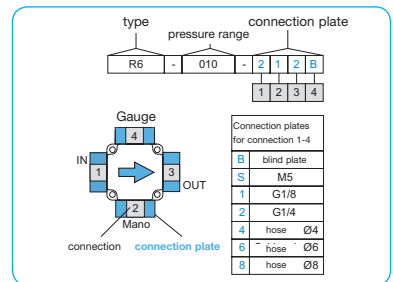 type
connection plate
pressure range
R6 - 010 - 2 1 2 B
1 2 3 4
Gauge
4
IN
1
3
OUT
2
Mano
connection
connection plate
Connection plates
for connection 1-4
B blind plate
S M5
1 G1/8
2 G1/4
4 hose Ø4
6 hose Ø6
8 hose Ø8